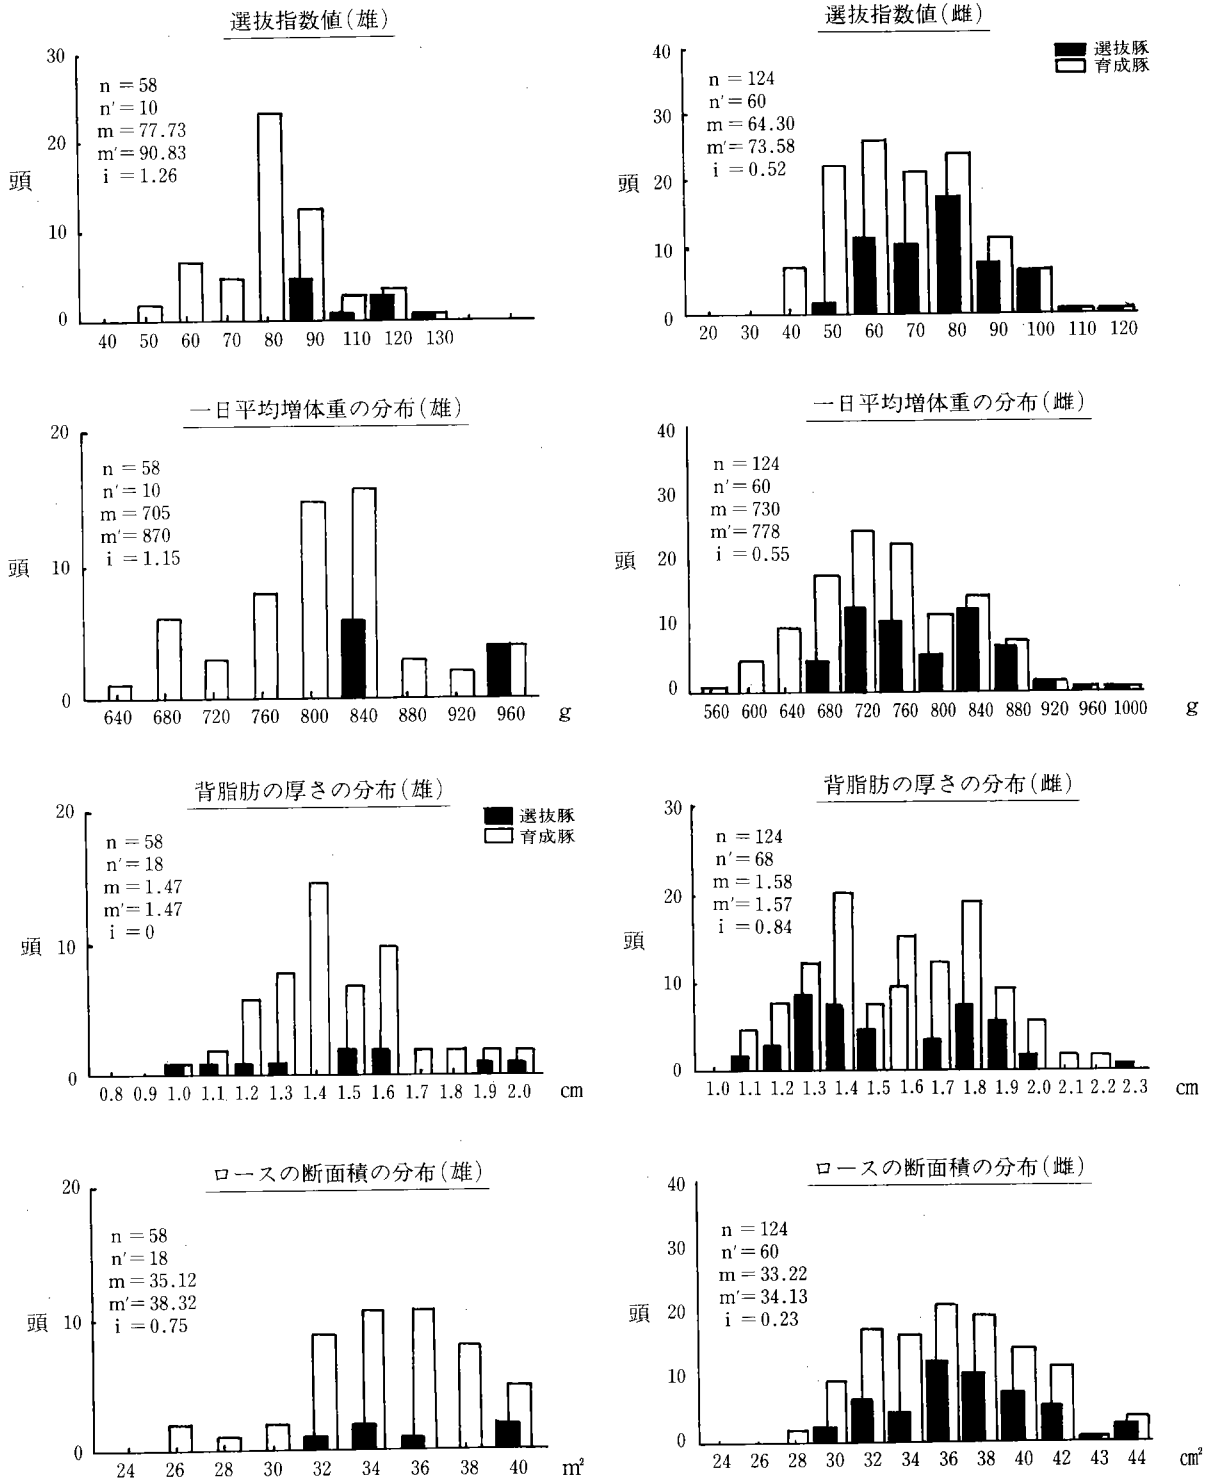 選抜指数値(雄)
30
20
10
0
頭
n = 58
n' = 10
m = 77.73
m' = 90.83
i = 1.26
40 50 60 70 80 90 110 120 130
選抜指数値(雌)
選抜豚
育成豚
40
30
20
10
0
頭
n = 124
n' = 60
m = 64.30
m' = 73.58
i = 0.52
20 30 40 50 60 70 80 90 100 110 120
一日平均増体重の分布(雄)
20
10
0
頭
n = 58
n' = 10
m = 705
m' = 870
i = 1.15
640 680 720 760 800 840 880 920 960 g
一日平均増体重の分布(雌)
40
30
20
10
0
頭
n = 124
n' = 60
m = 730
m' = 778
i = 0.55
560 600 640 680 720 760 800 840 880 920 960 1000 g
背脂肪の厚さの分布(雄)
選抜豚
育成豚
20
10
0
頭
n = 58
n' = 18
m = 1.47
m' = 1.47
i = 0
0.8 0.9 1.0 1.1 1.2 1.3 1.4 1.5 1.6 1.7 1.8 1.9 2.0 cm
背脂肪の厚さの分布(雌)
30
20
10
0
頭
n = 124
n' = 68
m = 1.58
m' = 1.57
i = 0.84
1.0 1.1 1.2 1.3 1.4 1.5 1.6 1.7 1.8 1.9 2.0 2.1 2.2 2.3 cm
ロースの断面積の分布(雄)
20
10
0
頭
n = 58
n' = 18
m = 35.12
m' = 38.32
i = 0.75
24 26 28 30 32 34 36 38 40 m²
ロースの断面積の分布(雌)
40
30
20
10
0
頭
n = 124
n' = 60
m = 33.22
m' = 34.13
i = 0.23
24 26 28 30 32 34 36 38 40 42 43 44 cm²